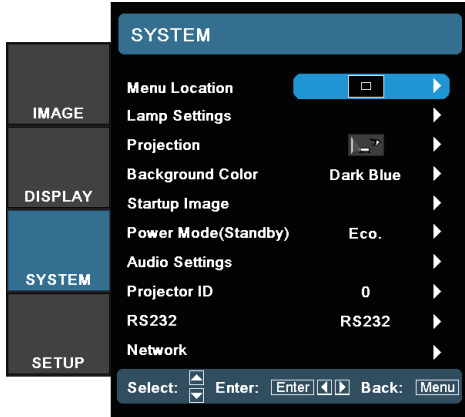 SYSTEM
Menu Location
IMAGE
Lamp Settings
Projection
Background Color Dark Blue
DISPLAY
Startup Image
Power Mode(Standby) Eco.
Audio Settings
SYSTEM
Projector ID 0
RS232 RS232
Network
SETUP
Select: Enter: Enter Back: Menu